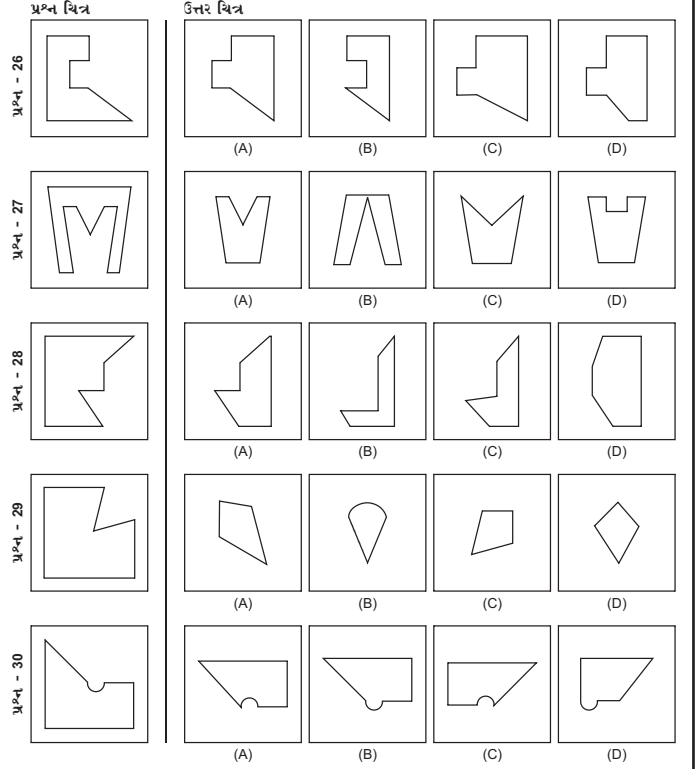 પ્રશ્ન ચિત્ર
ઉત્તર ચિત્ર
પ્રશ્ન - 26
(A) (B) (C) (D)
પ્રશ્ન - 27
(A) (B) (C) (D)
પ્રશ્ન - 28
(A) (B) (C) (D)
પ્રશ્ન - 29
(A) (B) (C) (D)
પ્રશ્ન - 30
(A) (B) (C) (D)